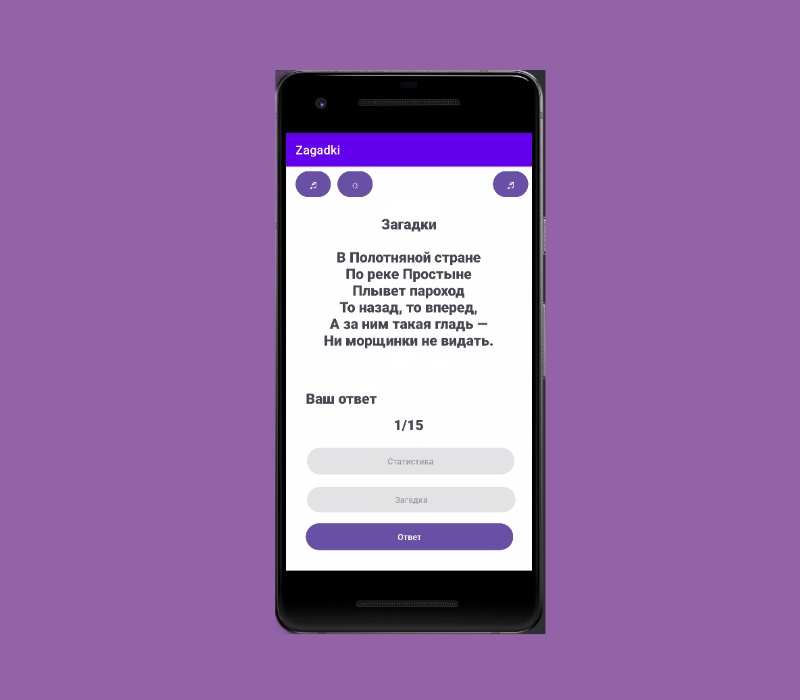 Zagadki
♬ ☼ ♬
Загадки
В Полотняной стране
По реке Простыне
Плывет пароход
То назад, то вперед,
А за ним такая гладь —
Ни морщинки не видать.
Ваш ответ
1/15
Статистика
Загадка
Ответ